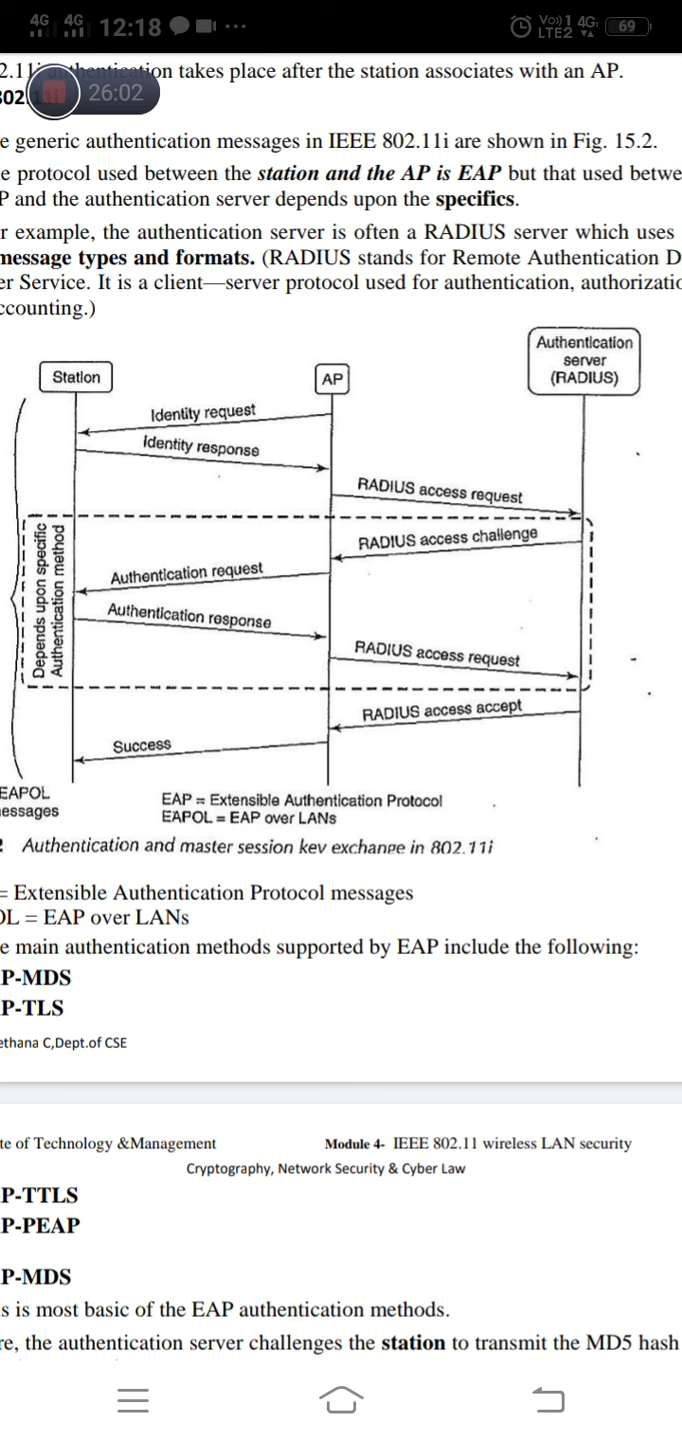 4G 4G 12:18 ... Vo)) 1 4G 69
LTE2
2.11i authentication takes place after the station associates with an AP.
26:02
e generic authentication messages in IEEE 802.11i are shown in Fig. 15.2.
e protocol used between the station and the AP is EAP but that used betwe
P and the authentication server depends upon the specifics.
r example, the authentication server is often a RADIUS server which uses
message types and formats. (RADIUS stands for Remote Authentication D
er Service. It is a client—server protocol used for authentication, authorizatio
ccounting.)
Authentication
server
(RADIUS)
Station
AP
Identity request
Identity response
RADIUS access request
RADIUS access challenge
Depends upon specific
Authentication method
Authentication request
Authentication response
RADIUS access request
RADIUS access accept
Success
EAPOL
essages
EAP = Extensible Authentication Protocol
EAPOL = EAP over LANs
Authentication and master session key exchange in 802.11i
= Extensible Authentication Protocol messages
OL = EAP over LANs
e main authentication methods supported by EAP include the following:
P-MDS
P-TLS
ethana C,Dept.of CSE
te of Technology &Management Module 4- IEEE 802.11 wireless LAN security
Cryptography, Network Security & Cyber Law
P-TTLS
P-PEAP
P-MDS
s is most basic of the EAP authentication methods.
re, the authentication server challenges the station to transmit the MD5 hash